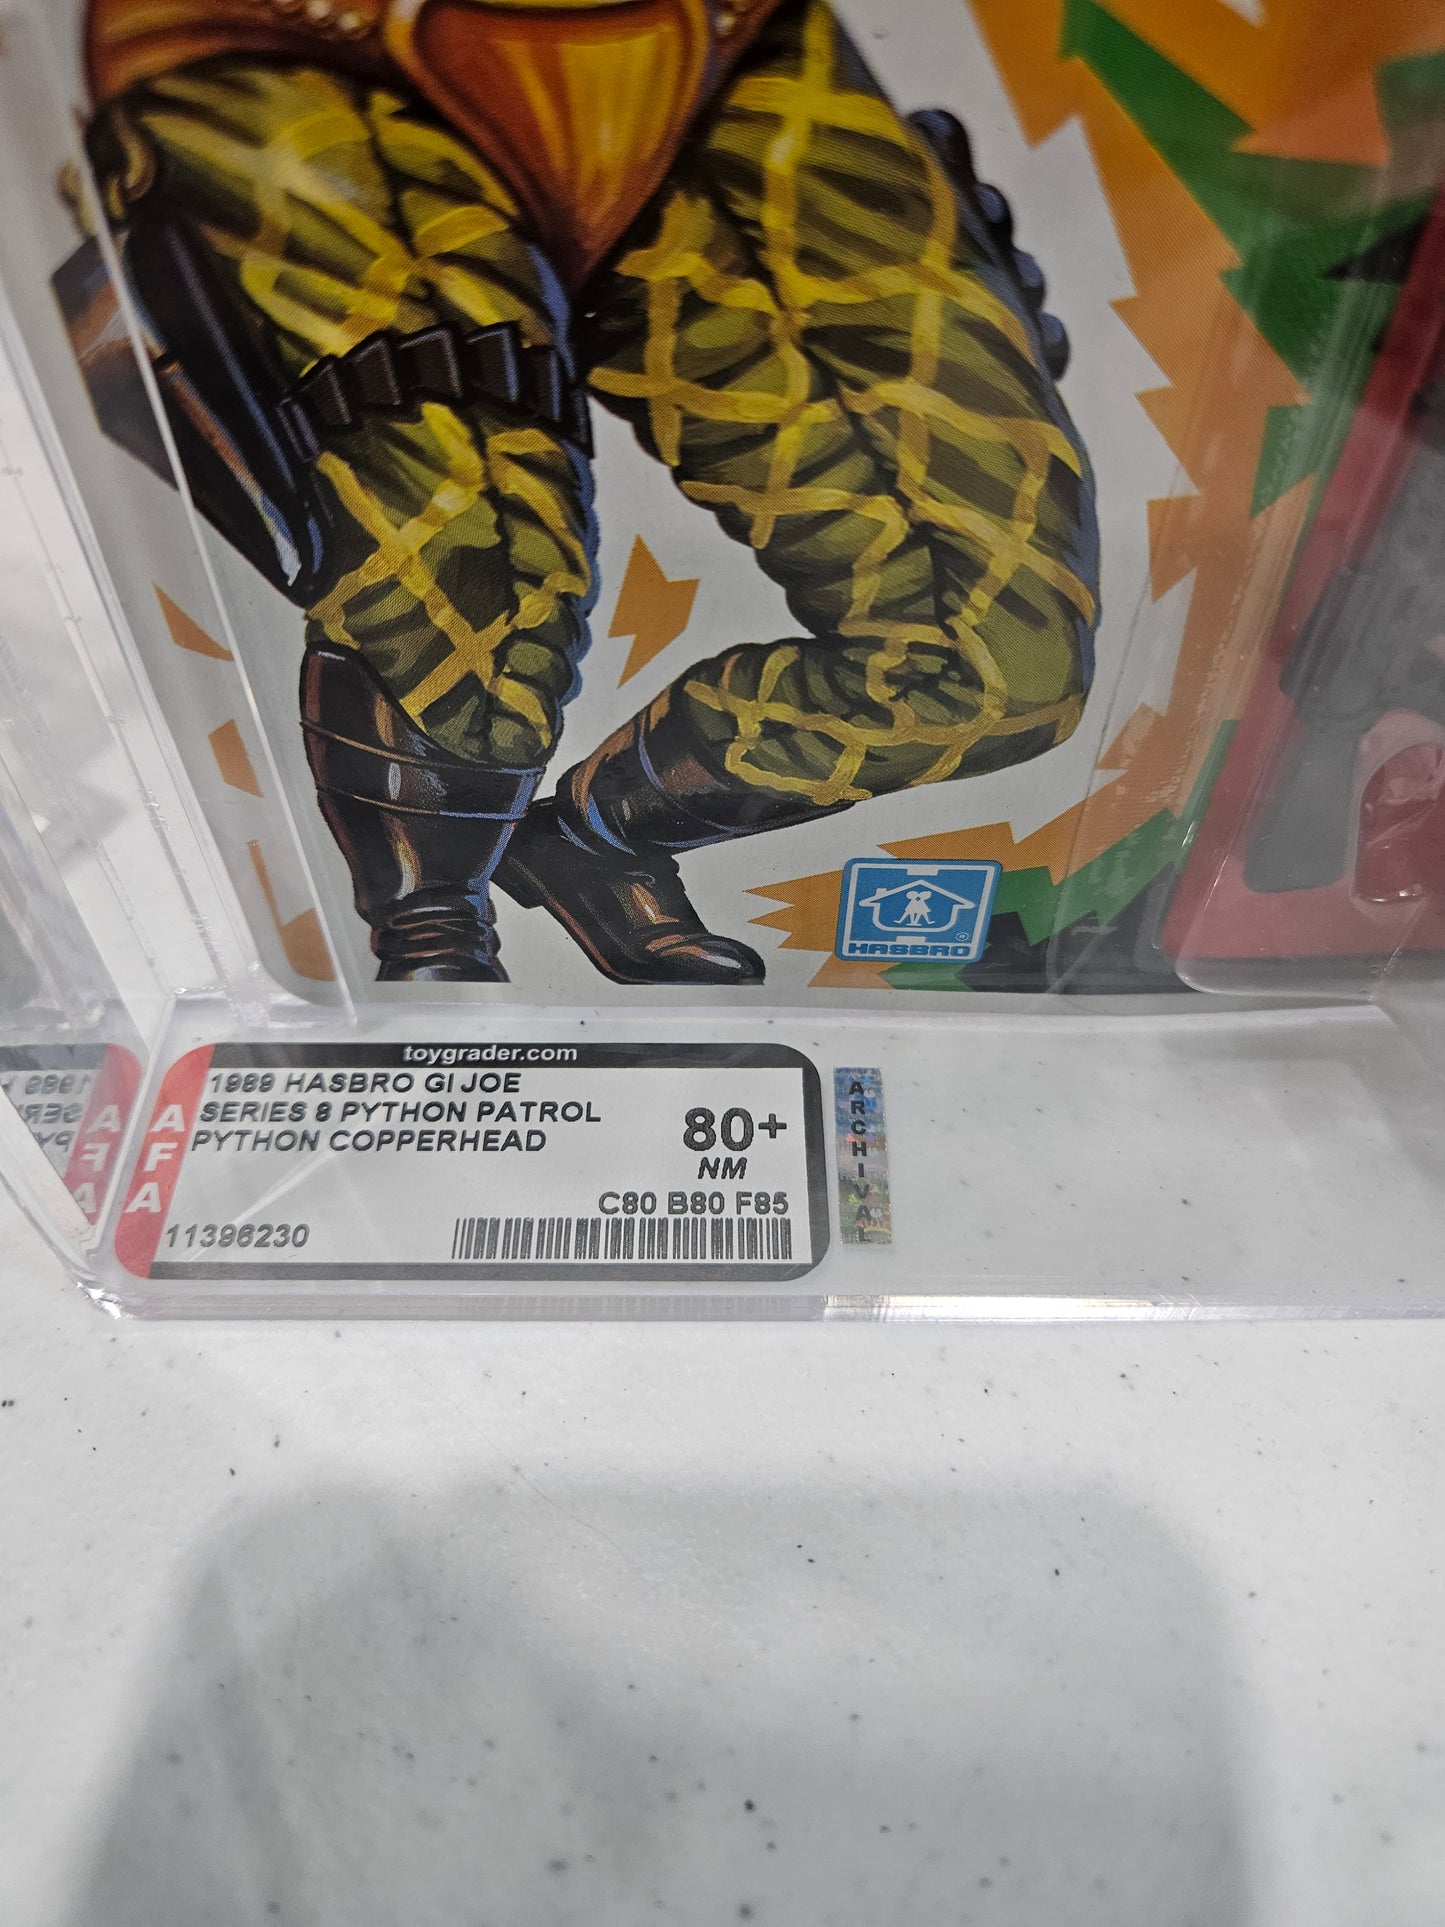 HASBRO
®
toygrader.com
AFA
1989 HASBRO GI JOE
SERIES 8 PYTHON PATROL
PYTHON COPPERHEAD
80+
NM
C80 B80 F85
11396230
ARCHIVAL